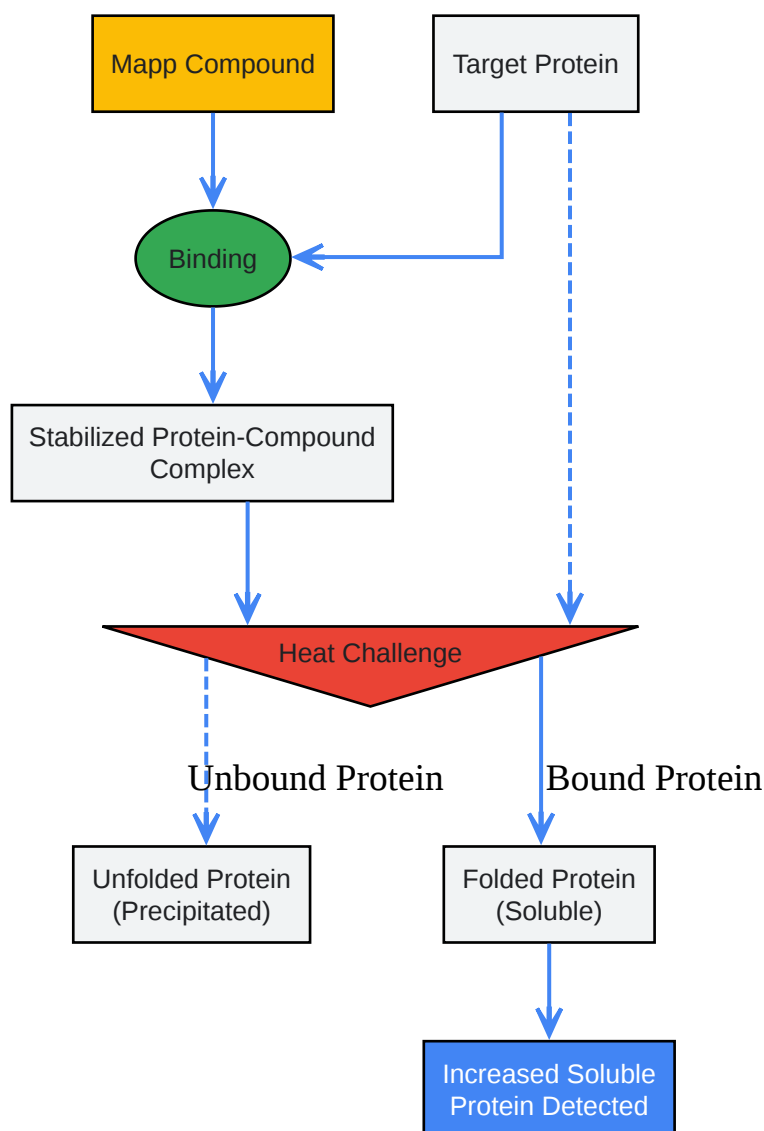 Mapp Compound
Target Protein
Binding
Stabilized Protein-Compound
Complex
Heat Challenge
Unbound Protein
Bound Protein
Unfolded Protein
(Precipitated)
Folded Protein
(Soluble)
Increased Soluble
Protein Detected